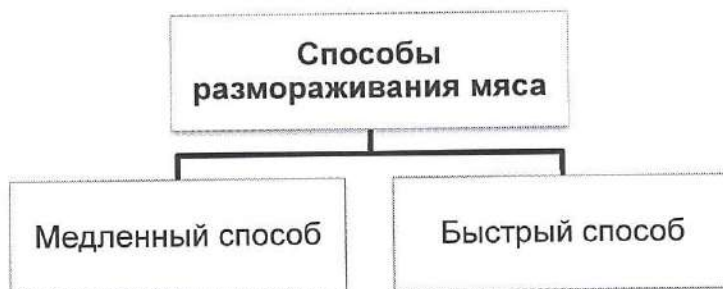 Способы
размораживания мяса
Медленный способ
Быстрый способ